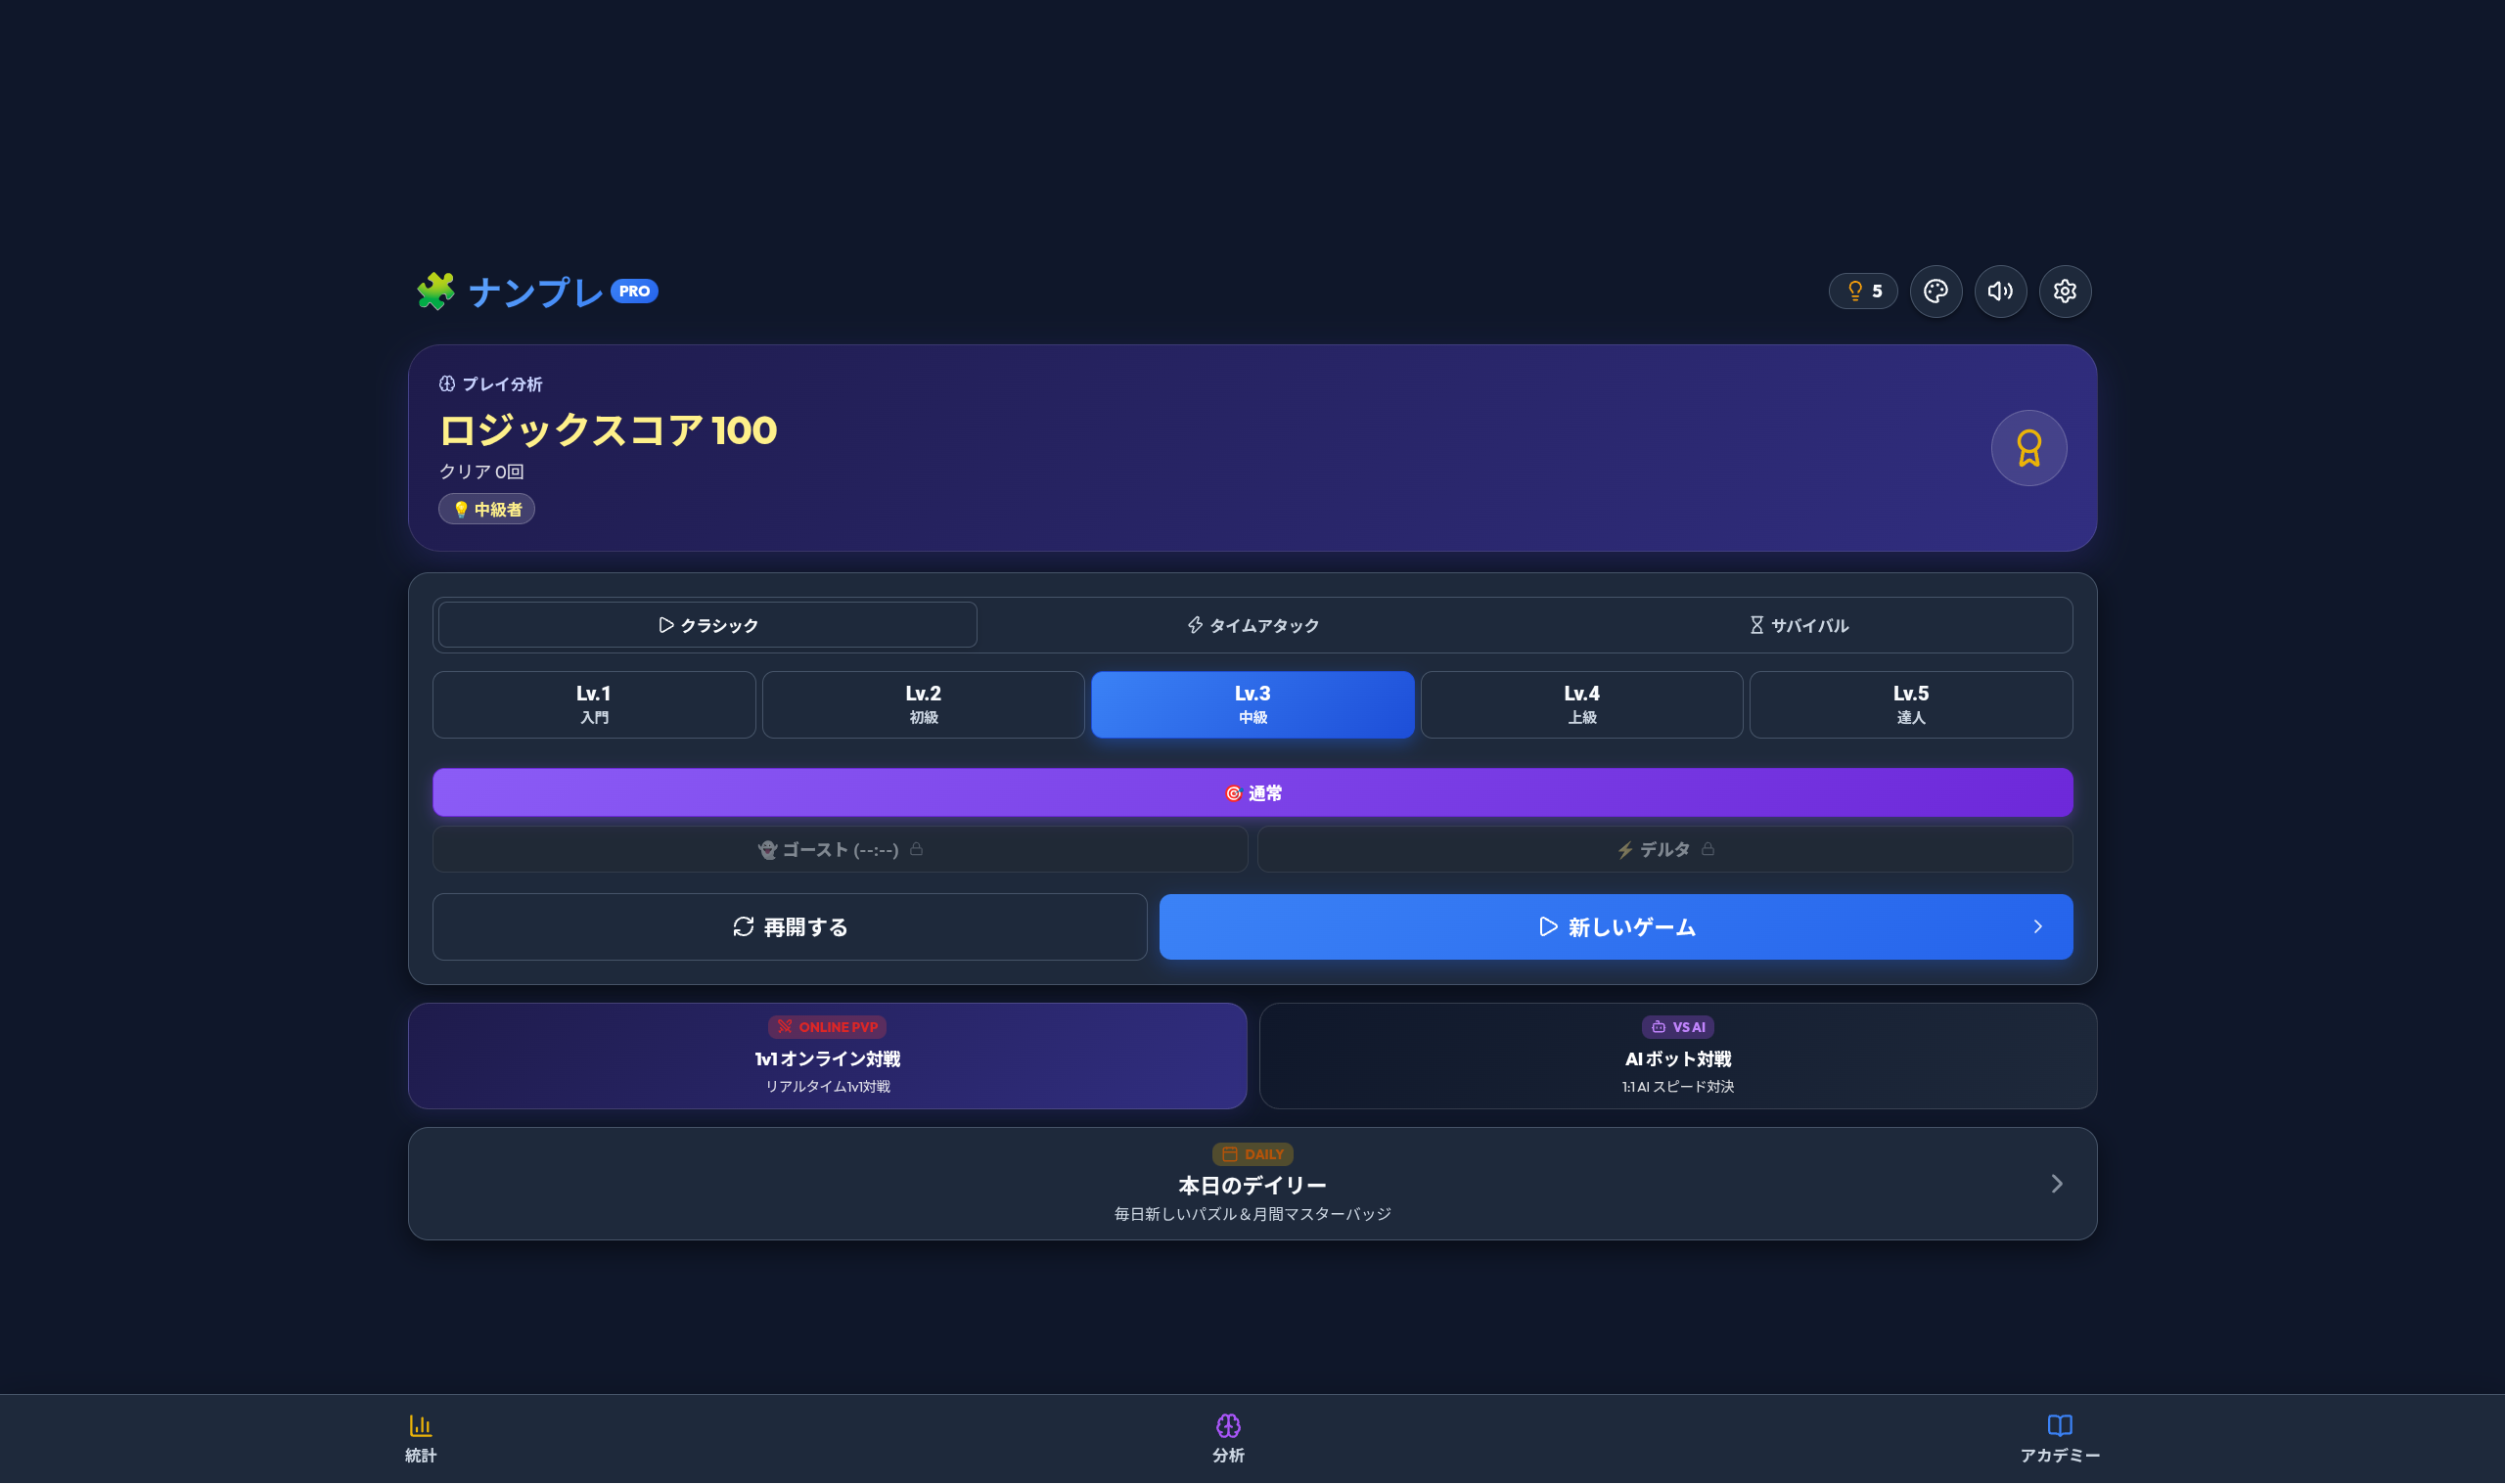 ナンプレ PRO
5
プレイ分析
ロジックスコア 100
クリア 0回
💡 中級者
クラシック
タイムアタック
サバイバル
Lv.1
入門
Lv.2
初級
Lv.3
中級
Lv.4
上級
Lv.5
達人
🎯 通常
👻 ゴースト (--:--)
⚡ デルタ
再開する
新しいゲーム
ONLINE PVP
1v1 オンライン対戦
リアルタイム1v1対戦
VS AI
AI ボット対戦
1:1 AI スピード対決
DAILY
本日のデイリー
毎日新しいパズル＆月間マスターバッジ
統計
分析
アカデミー